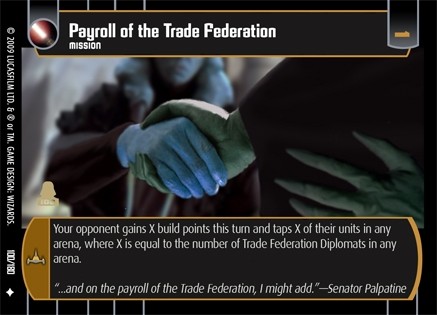 Payroll of the Trade Federation
MISSION
Your opponent gains X build points this turn and taps X of their units in any
arena, where X is equal to the number of Trade Federation Diplomats in any
arena.
“...and on the payroll of the Trade Federation, I might add.”—Senator Palpatine
© 2009 LUCASFILM LTD. & ® or TM. GAME DESIGN: WIZARDS.